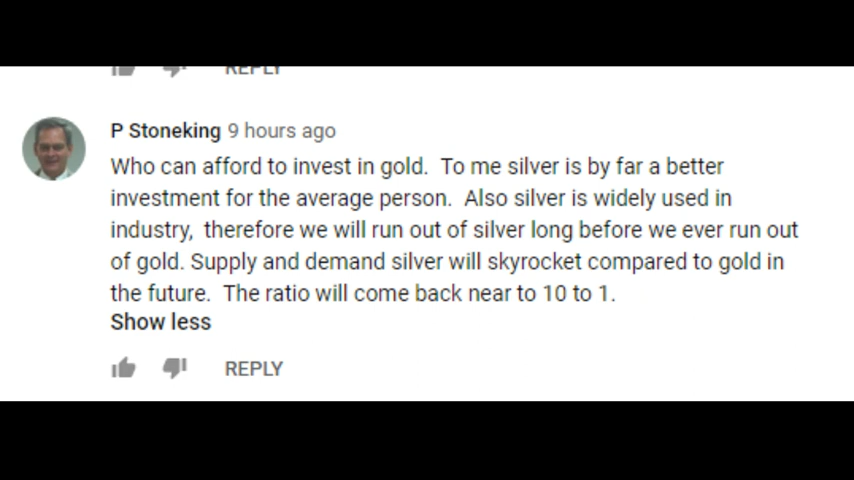 REPLY
P Stoneking 9 hours ago
Who can afford to invest in gold.  To me silver is by far a better
investment for the average person.  Also silver is widely used in
industry,  therefore we will run out of silver long before we ever run out
of gold. Supply and demand silver will skyrocket compared to gold in
the future.  The ratio will come back near to 10 to 1.
Show less
REPLY